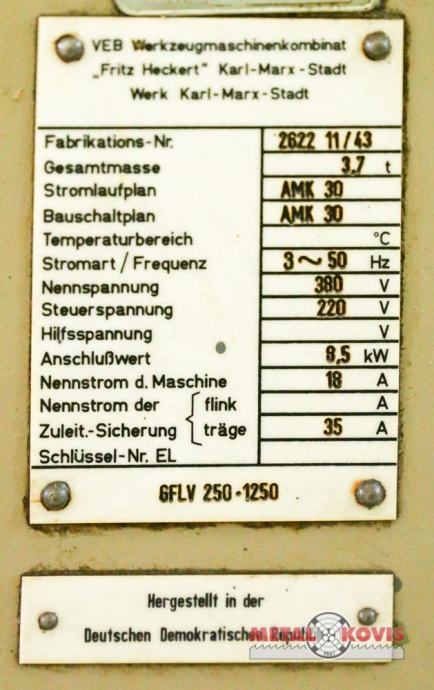 VEB Werkzeugmaschinenkombinat
„Fritz Heckert" Karl-Marx-Stadt
Werk Karl-Marx-Stadt
Fabrikations-Nr. 2622 11/43
Gesamtmasse 3,7 t
Stromlaufplan AMK 30
Bauschaltplan AMK 30
Temperaturbereich °C
Stromart / Frequenz 3~50 Hz
Nennspannung 380 V
Steuerspannung 220 V
Hilfsspannung V
Anschlußwert 8,5 kW
Nennstrom d. Maschine 18 A
Nennstrom der flink A
Zuleit.-Sicherung träge 35 A
Schlüssel-Nr. EL
GFLV 250·1250
Hergestellt in der
Deutschen Demokratischen Republik
METAL KOVIS